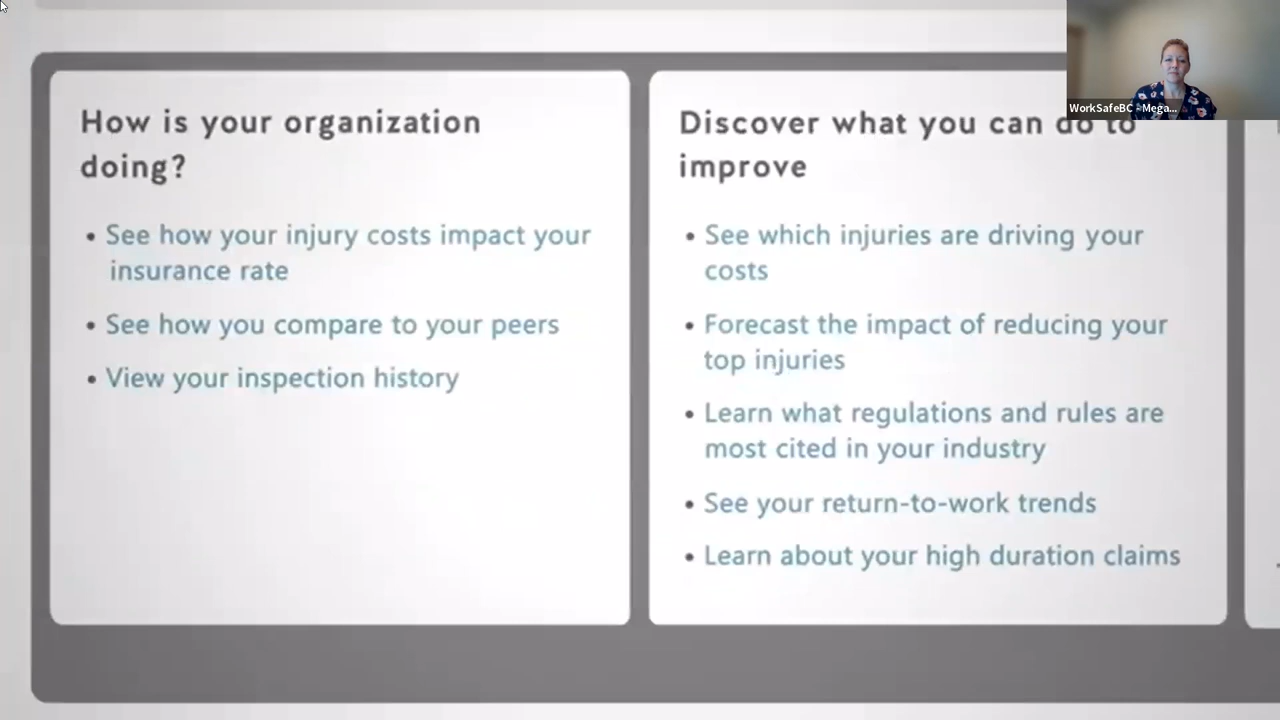 How is your organization
doing?
• See how your injury costs impact your
insurance rate
• See how you compare to your peers
• View your inspection history
Discover what you can do to
improve
• See which injuries are driving your
costs
• Forecast the impact of reducing your
top injuries
• Learn what regulations and rules are
most cited in your industry
• See your return-to-work trends
• Learn about your high duration claims
WorkSafeBC - Mega...